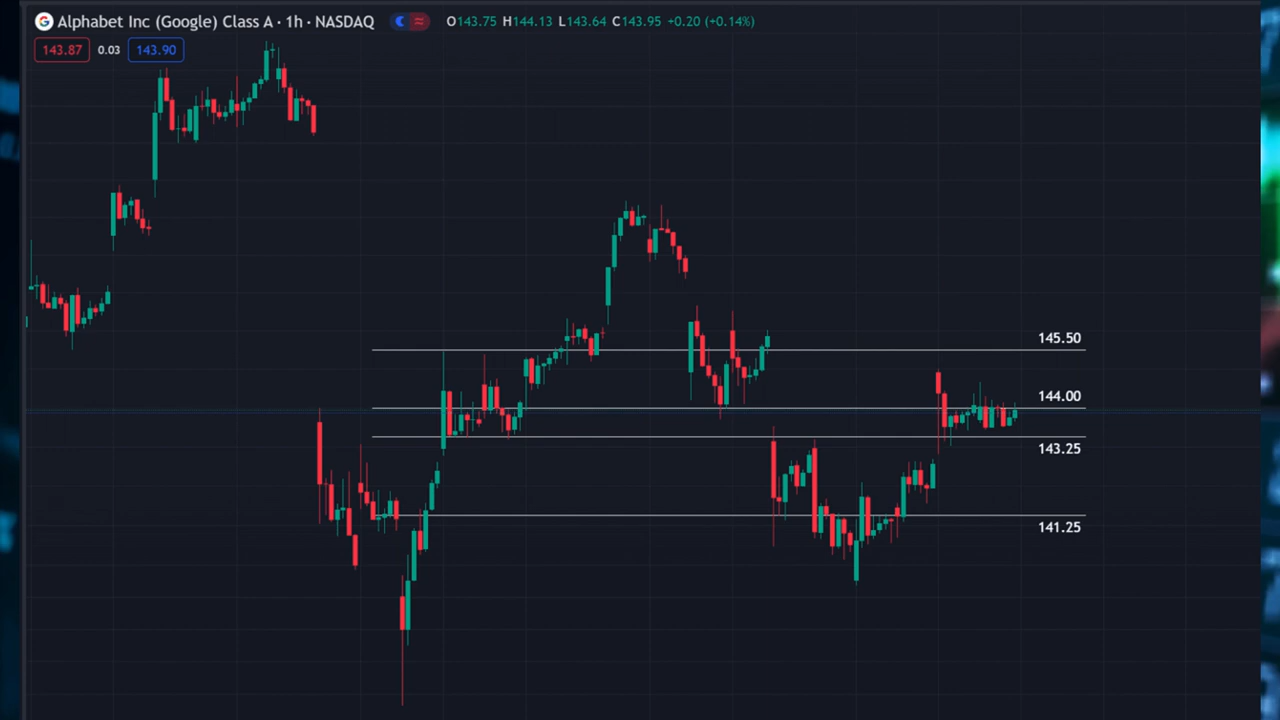 Alphabet Inc (Google) Class A · 1h · NASDAQ O143.75 H144.13 L143.64 C143.95 +0.20 (+0.14%)
143.87 0.03 143.90
145.50
144.00
143.25
141.25